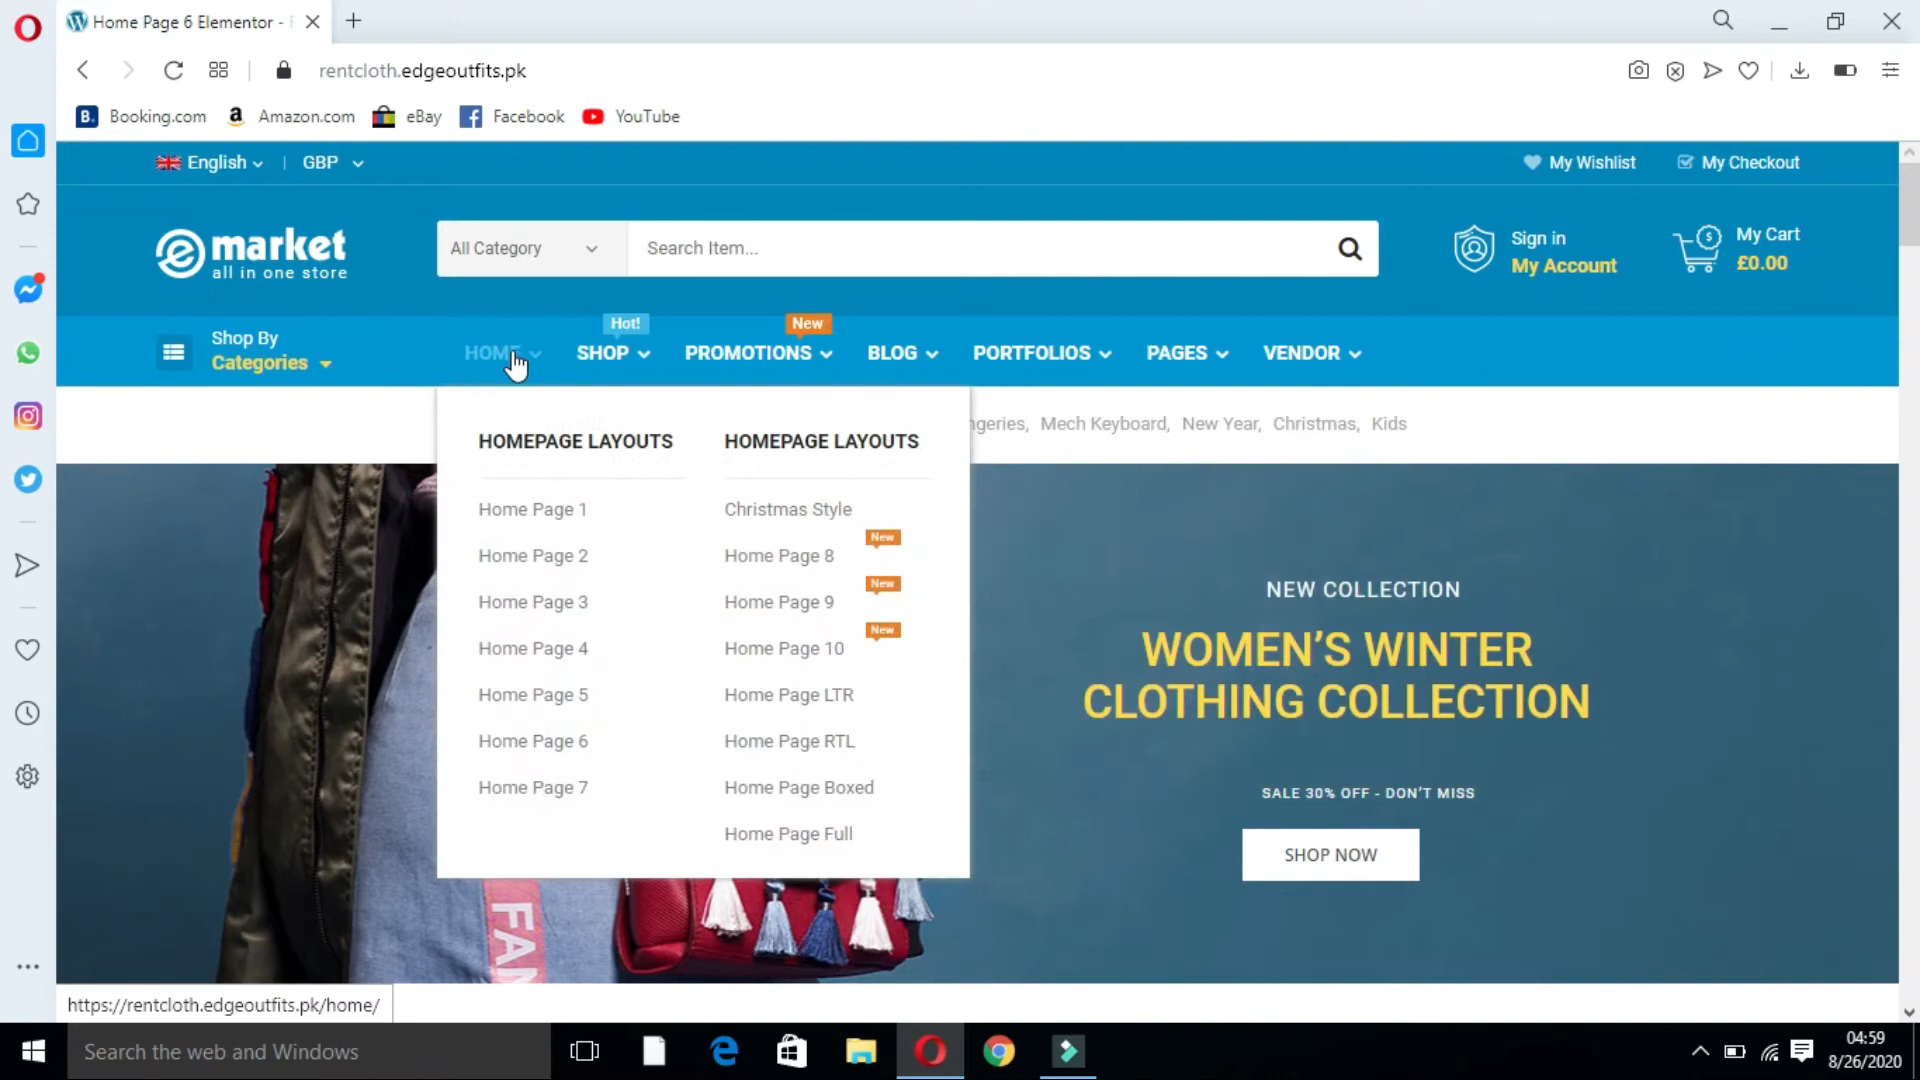 Home Page 6 Elementor -
rentcloth.edgeoutfits.pk
B. Booking.com a Amazon.com eBay Facebook YouTube
English | GBP My Wishlist My Checkout
e market
all in one store
All Category Search Item...
Sign in
My Account
My Cart
£0.00
Shop By
Categories
Hot! New
HOME SHOP PROMOTIONS BLOG PORTFOLIOS PAGES VENDOR
Mech Keyboard, New Year, Christmas, Kids
HOMEPAGE LAYOUTS
Home Page 1
Home Page 2
Home Page 3
Home Page 4
Home Page 5
Home Page 6
Home Page 7
HOMEPAGE LAYOUTS
Christmas Style
Home Page 8 New
Home Page 9 New
Home Page 10 New
Home Page LTR
Home Page RTL
Home Page Boxed
Home Page Full
NEW COLLECTION
WOMEN’S WINTER
CLOTHING COLLECTION
SALE 30% OFF - DON’T MISS
SHOP NOW
FAN
https://rentcloth.edgeoutfits.pk/home/
Search the web and Windows
04:59
8/26/2020